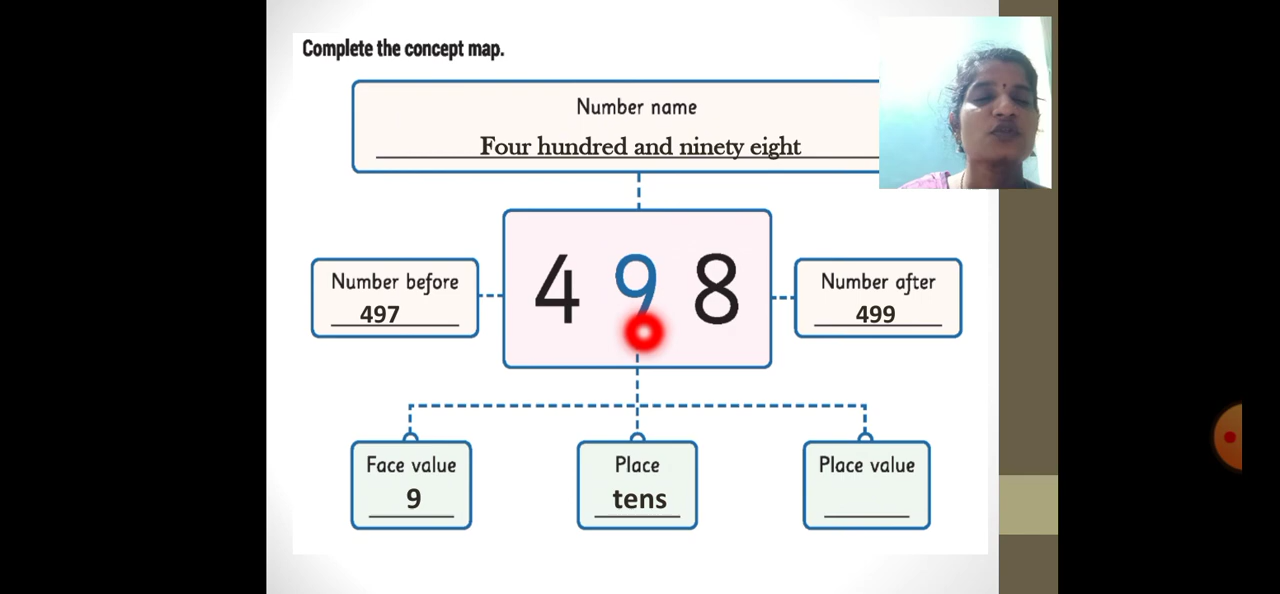 Complete the concept map.
Number name
Four hundred and ninety eight
Number before
497
4 9 8
Number after
499
Face value
9
Place
tens
Place value